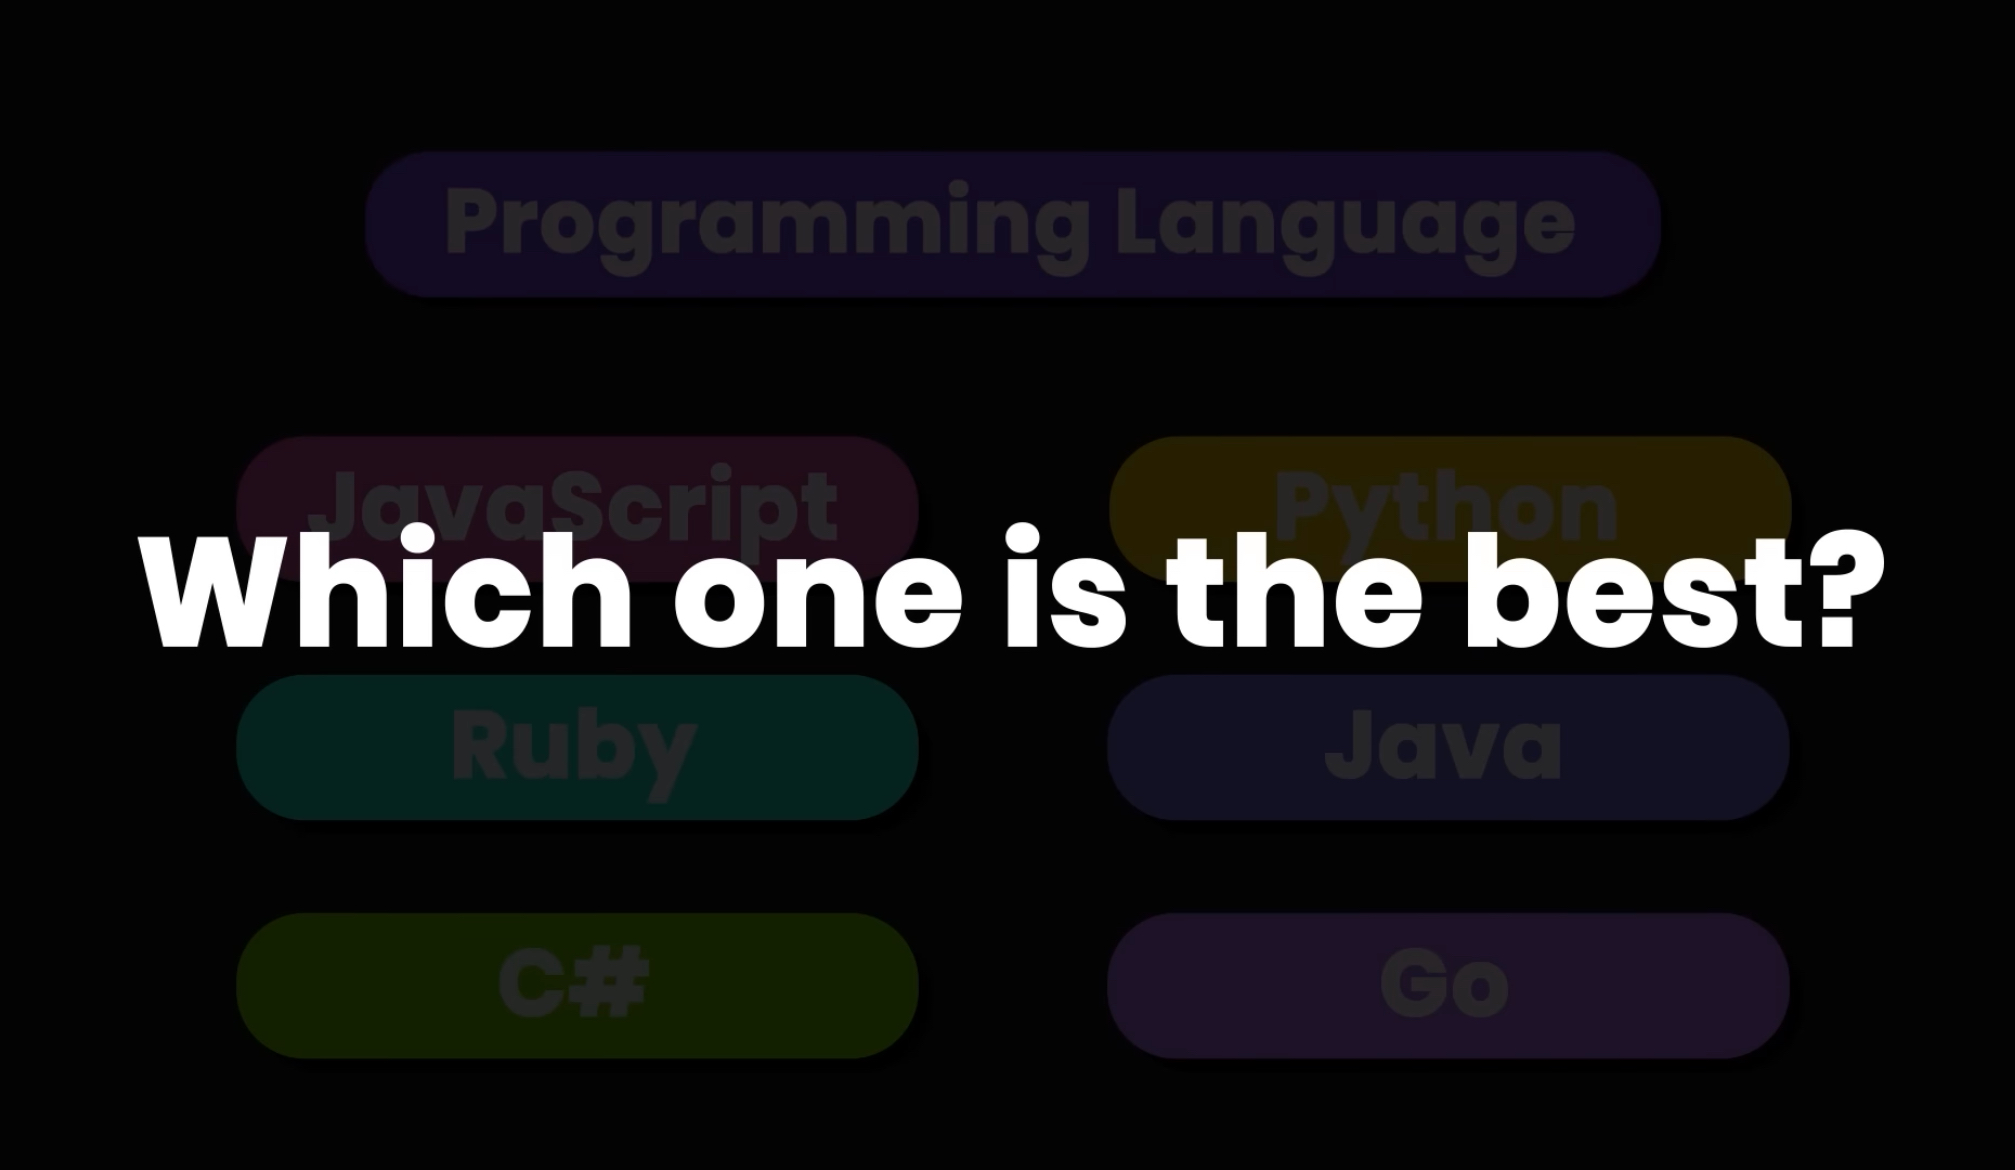 Programming Language
JavaScript
Python
Which one is the best?
Ruby
Java
C#
Go